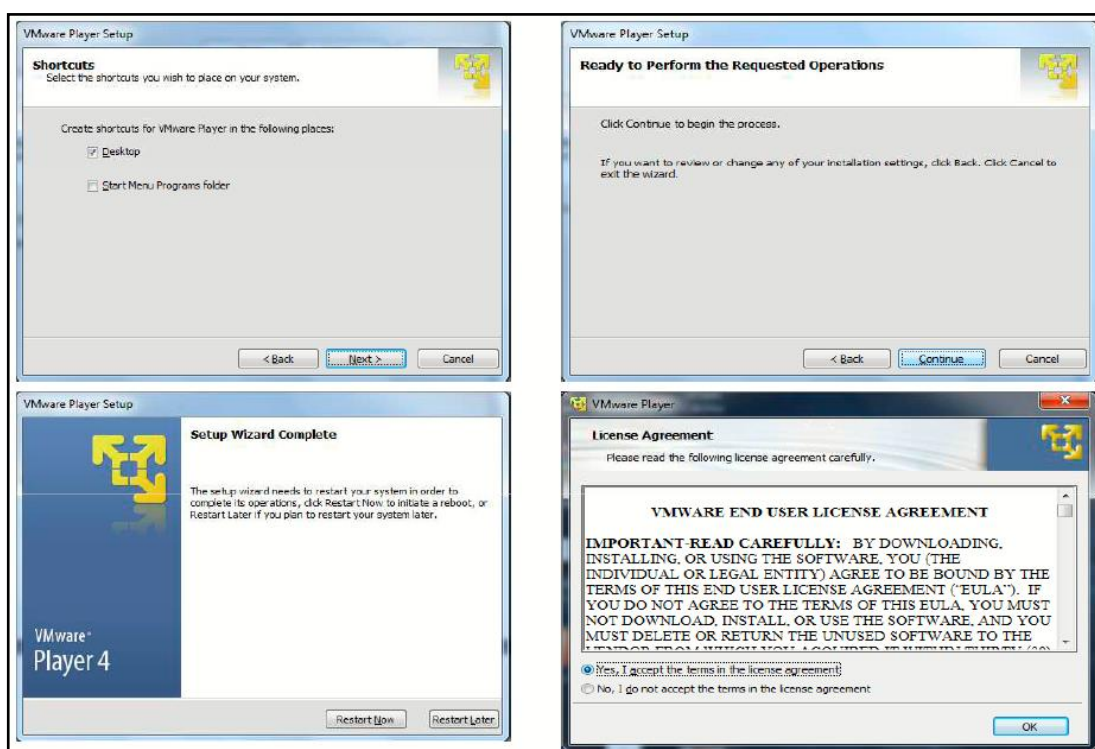 VMware Player Setup
Shortcuts
Select the shortcuts you wish to place on your system.
Create shortcuts for VMware Player in the following places:
Desktop
Start Menu Programs folder
< Back
Next >
Cancel
VMware Player Setup
Ready to Perform the Requested Operations
Click Continue to begin the process.
If you want to review or change any of your installation settings, click Back. Click Cancel to
exit the wizard.
< Back
Continue
Cancel
VMware Player Setup
Setup Wizard Complete
The setup wizard needs to restart your system in order to
complete its operations, click Restart Now to initiate a reboot, or
Restart Later if you plan to restart your system later.
VMware
Player 4
Restart Now
Restart Later
VMware Player
License Agreement
Please read the following license agreement carefully.
VMWARE END USER LICENSE AGREEMENT
IMPORTANT-READ CAREFULLY: BY DOWNLOADING,
INSTALLING, OR USING THE SOFTWARE, YOU (THE
INDIVIDUAL OR LEGAL ENTITY) AGREE TO BE BOUND BY THE
TERMS OF THIS END USER LICENSE AGREEMENT ("EULA"). IF
YOU DO NOT AGREE TO THE TERMS OF THIS EULA, YOU MUST
NOT DOWNLOAD, INSTALL, OR USE THE SOFTWARE, AND YOU
MUST DELETE OR RETURN THE UNUSED SOFTWARE TO THE
VENDOR FROM WHICH YOU ACQUIRED IT WITHIN THIRTY (30)
Yes, I accept the terms in the license agreement
No, I do not accept the terms in the license agreement
OK